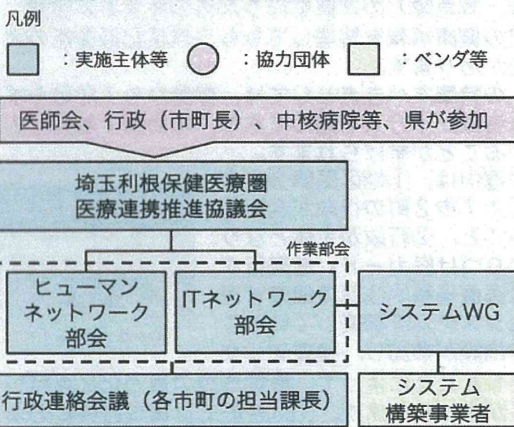 凡例
：実施主体等
：協力団体
：ベンダ等
医師会、行政（市町長）、中核病院等、県が参加
埼玉利根保健医療圏
医療連携推進協議会
作業部会
ヒューマン
ネットワーク
部会
ITネットワーク
部会
システムWG
行政連絡会議（各市町の担当課長）
システム
構築事業者